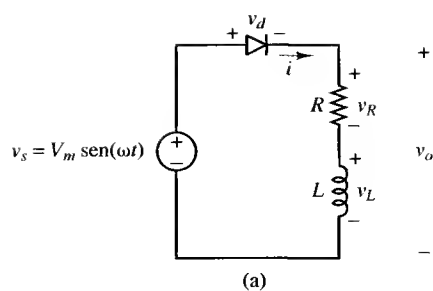 v_d
+ −
i
+
+
R v_R
−
+
v_s = V_m sen(ωt)
+
−
v_o
L v_L
−
−
(a)